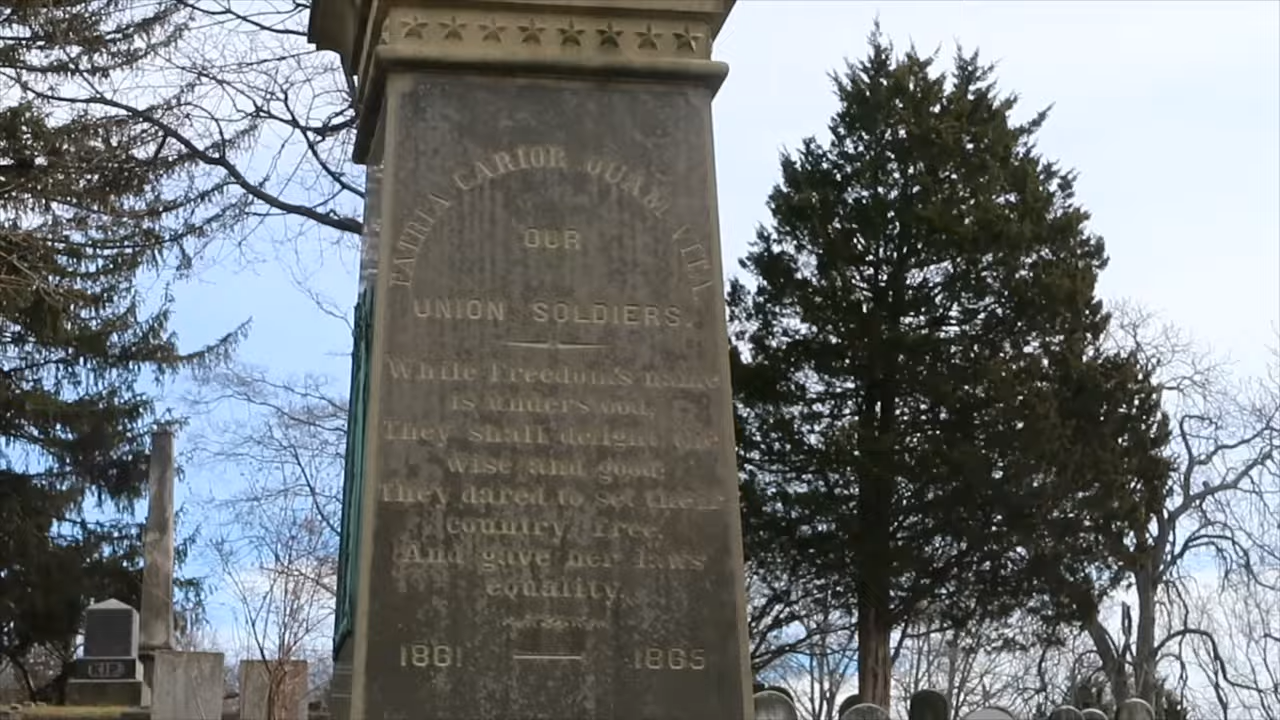 PATRIA CARIOR QUAM VITA
OUR
UNION SOLDIERS.
While Freedom's name
is understood,
They shall delight the
wise and good;
They dared to set their
country free,
And gave her laws
equality.
1861 — 1865